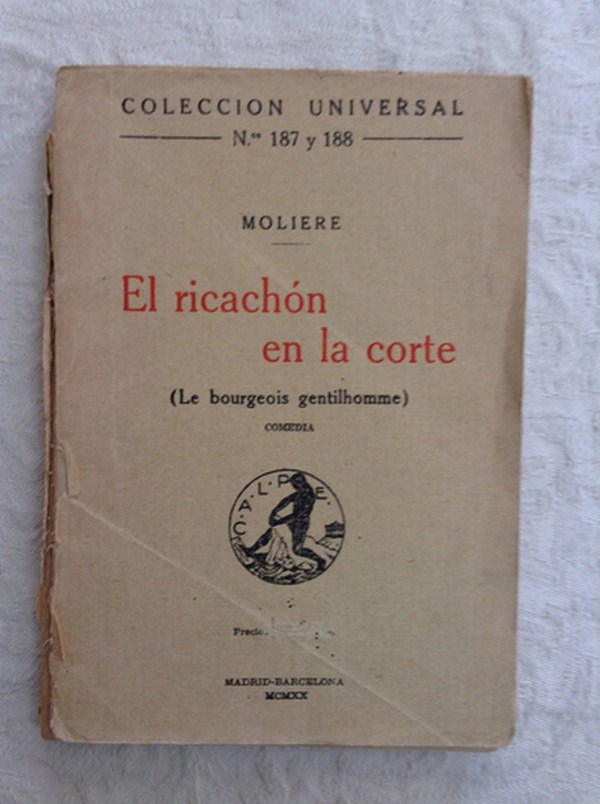 COLECCION UNIVERSAL
N.os 187 y 188
MOLIERE
El ricachón
en la corte
(Le bourgeois gentilhomme)
COMEDIA
C·A·L·P·E·
Precio:
MADRID-BARCELONA
MCMXX